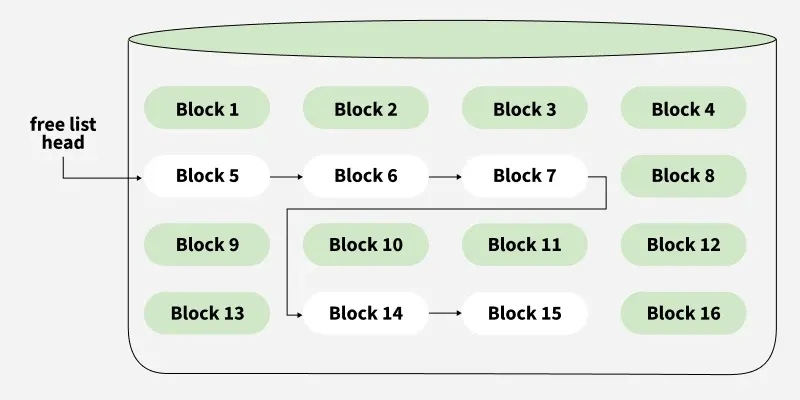 Block 1
Block 2
Block 3
Block 4
free list
head
Block 5
Block 6
Block 7
Block 8
Block 9
Block 10
Block 11
Block 12
Block 13
Block 14
Block 15
Block 16